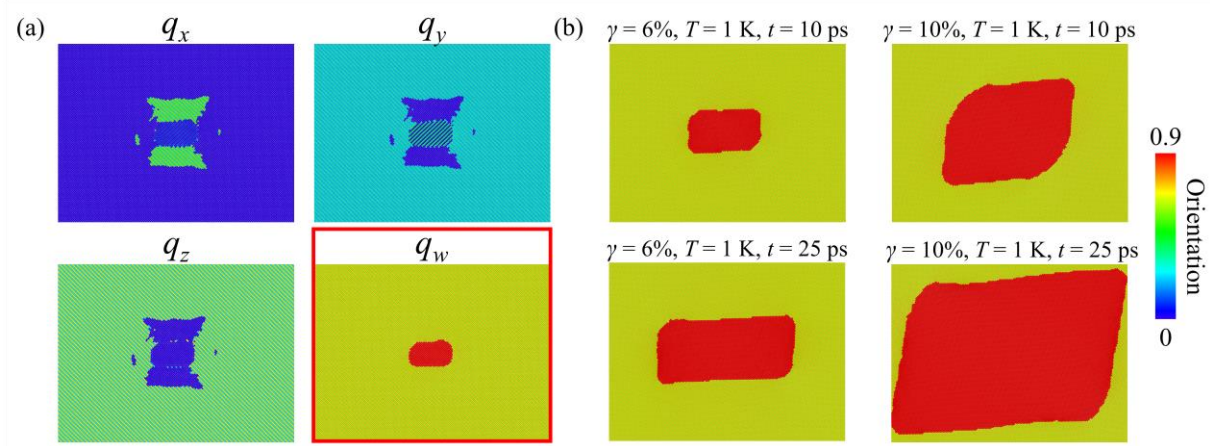 (a)
q_x
q_y
q_z
q_w
(b)
γ = 6%, T = 1 K, t = 10 ps
γ = 10%, T = 1 K, t = 10 ps
γ = 6%, T = 1 K, t = 25 ps
γ = 10%, T = 1 K, t = 25 ps
0.9
Orientation
0